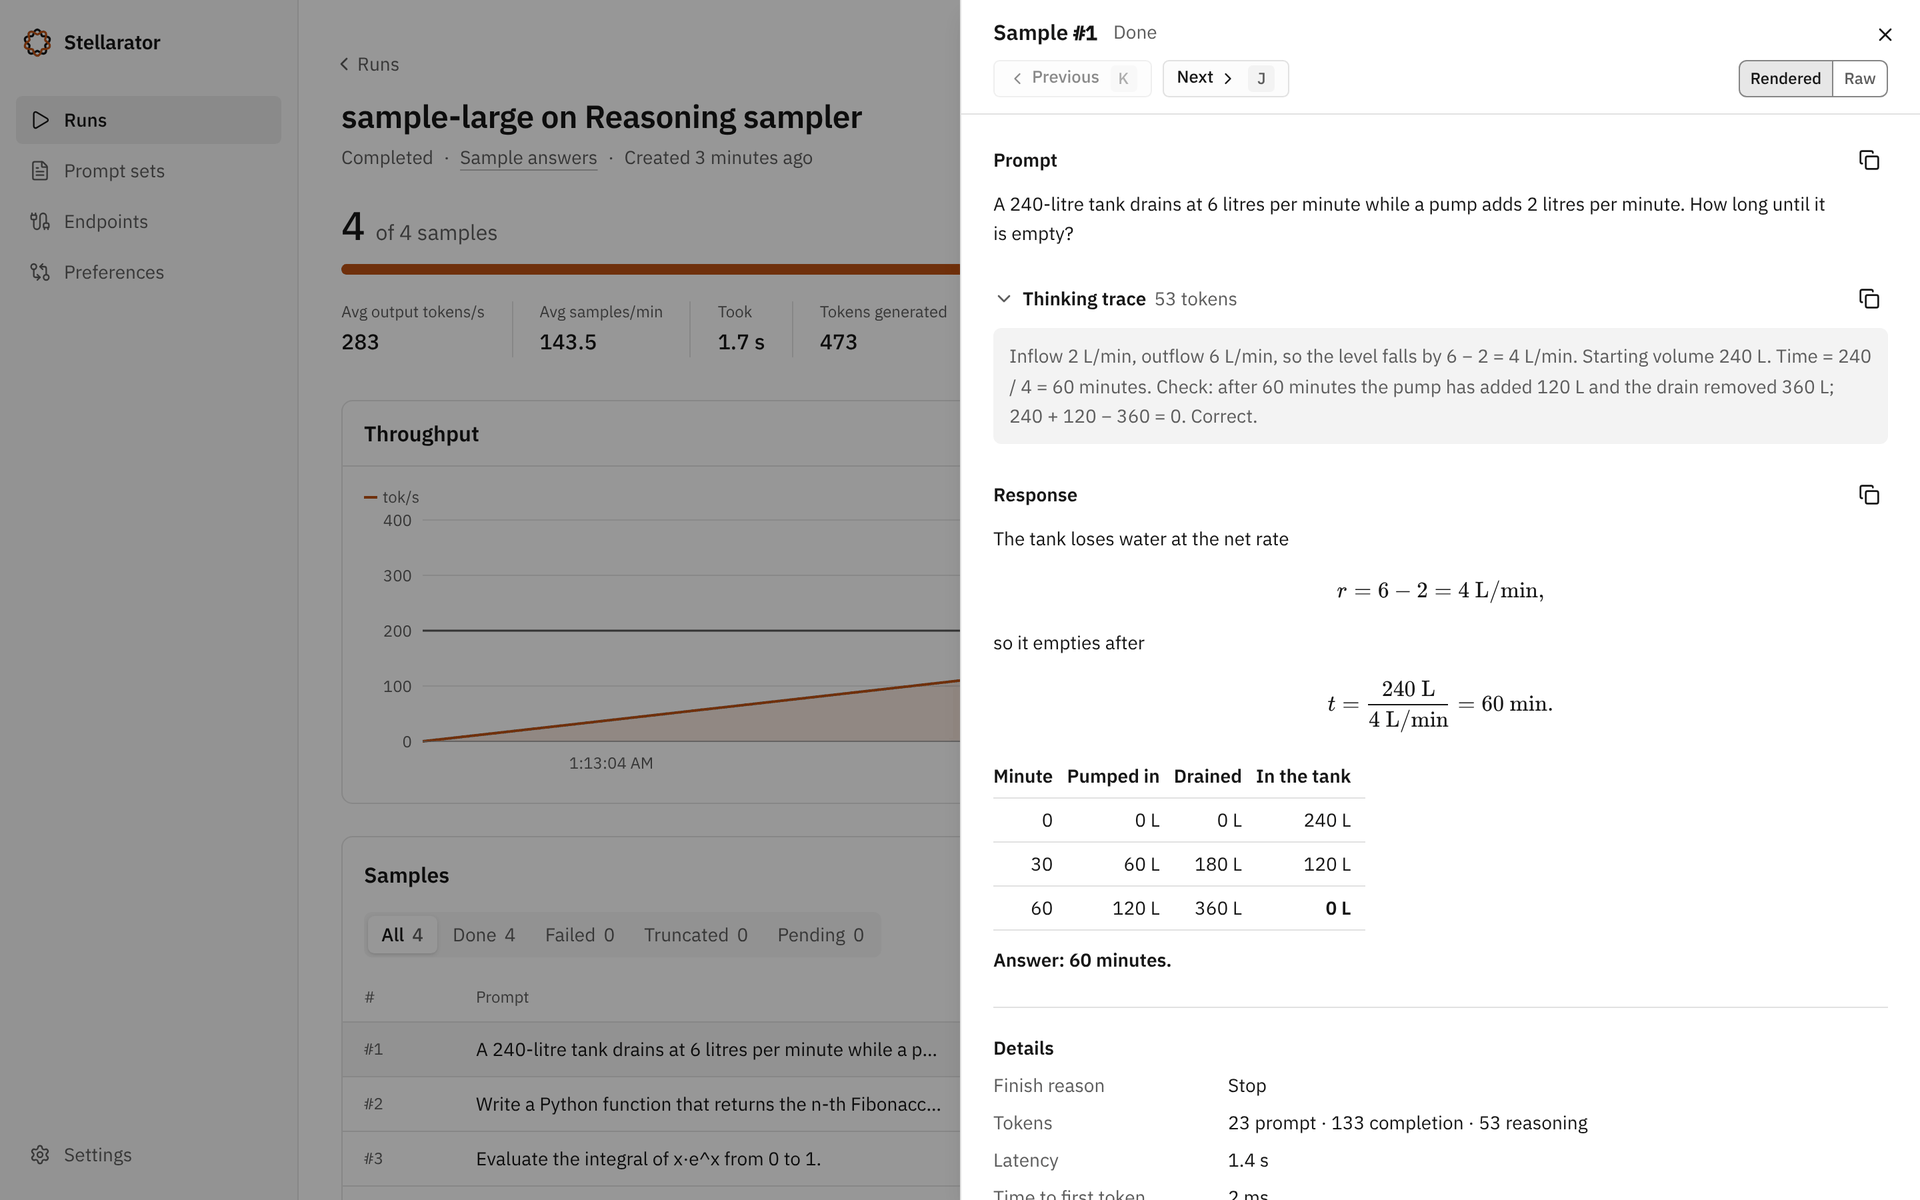 Stellarator
Runs
Prompt sets
Endpoints
Preferences
Settings
Runs
sample-large on Reasoning sampler
Completed · Sample answers · Created 3 minutes ago
4 of 4 samples
Avg output tokens/s
283
Avg samples/min
143.5
Took
1.7 s
Tokens generated
473
Throughput
tok/s
400
300
200
100
0
1:13:04 AM
Samples
All 4
Done 4
Failed 0
Truncated 0
Pending 0
# Prompt
#1 A 240-litre tank drains at 6 litres per minute while a p...
#2 Write a Python function that returns the n-th Fibonacc...
#3 Evaluate the integral of x·e^x from 0 to 1.
Sample #1 Done
Previous K
Next J
Rendered Raw
Prompt
A 240-litre tank drains at 6 litres per minute while a pump adds 2 litres per minute. How long until it
is empty?
Thinking trace 53 tokens
Inflow 2 L/min, outflow 6 L/min, so the level falls by 6 − 2 = 4 L/min. Starting volume 240 L. Time = 240
/ 4 = 60 minutes. Check: after 60 minutes the pump has added 120 L and the drain removed 360 L;
240 + 120 − 360 = 0. Correct.
Response
The tank loses water at the net rate
r = 6 − 2 = 4 L/min,
so it empties after
t = 240 L / 4 L/min = 60 min.
Minute Pumped in Drained In the tank
0 0 L 0 L 240 L
30 60 L 180 L 120 L
60 120 L 360 L 0 L
Answer: 60 minutes.
Details
Finish reason Stop
Tokens 23 prompt · 133 completion · 53 reasoning
Latency 1.4 s
Time to first token 2 ms